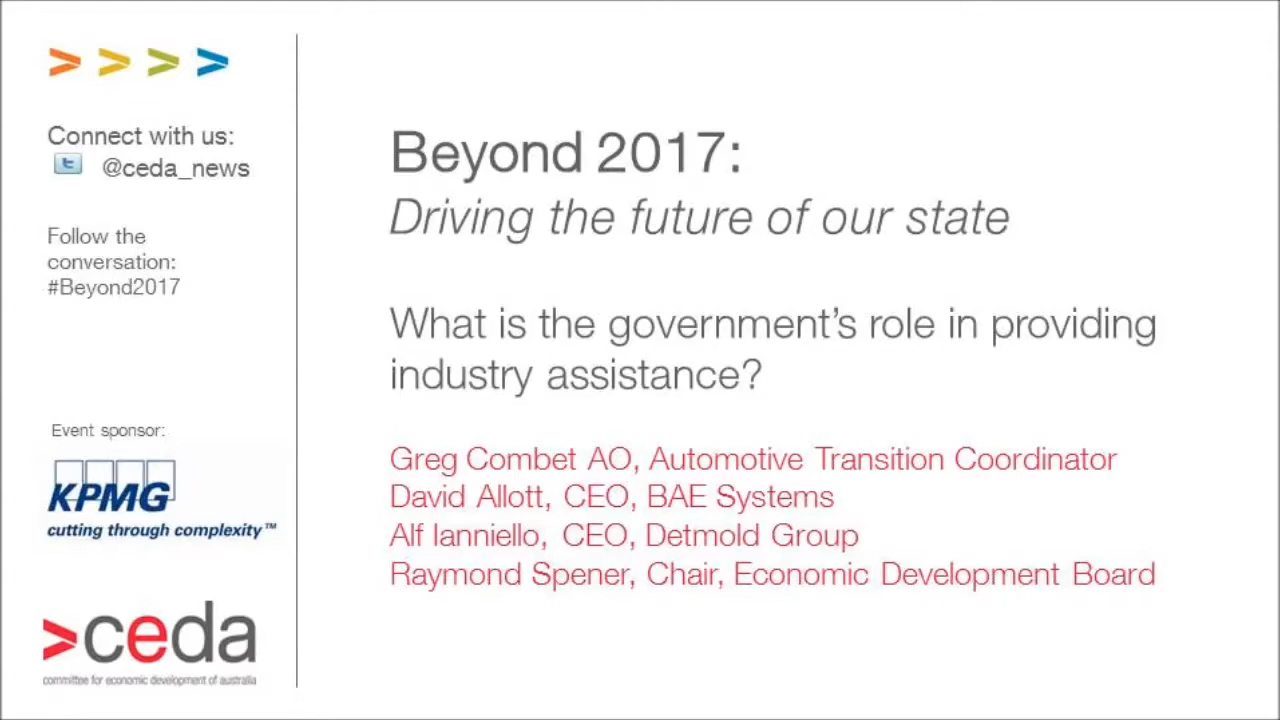 Connect with us:
@ceda_news
Follow the
conversation:
#Beyond2017
Event sponsor:
KPMG
cutting through complexity™
>ceda
committee for economic development of australia
Beyond 2017:
Driving the future of our state
What is the government's role in providing
industry assistance?
Greg Combet AO, Automotive Transition Coordinator
David Allott, CEO, BAE Systems
Alf Ianniello, CEO, Detmold Group
Raymond Spener, Chair, Economic Development Board